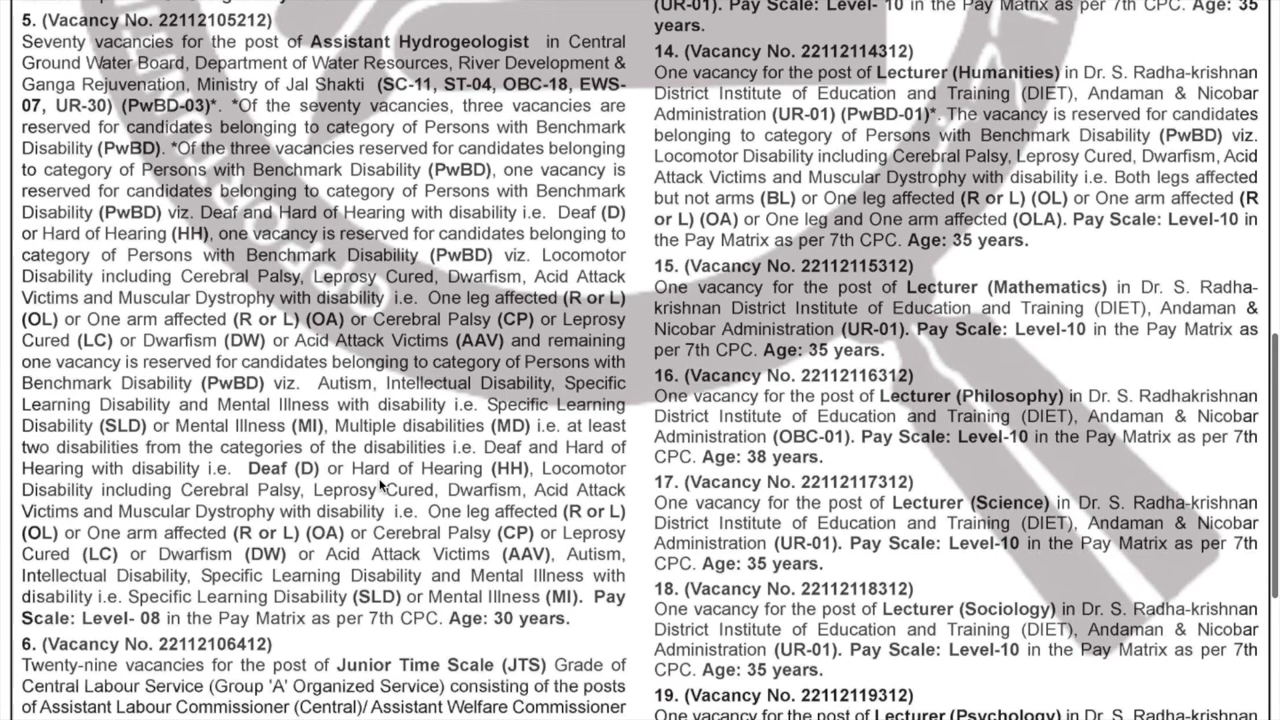 5. (Vacancy No. 22112105212)
Seventy vacancies for the post of Assistant Hydrogeologist in Central
Ground Water Board, Department of Water Resources, River Development &
Ganga Rejuvenation, Ministry of Jal Shakti (SC-11, ST-04, OBC-18, EWS-
07, UR-30) (PwBD-03)*. *Of the seventy vacancies, three vacancies are
reserved for candidates belonging to category of Persons with Benchmark
Disability (PwBD). *Of the three vacancies reserved for candidates belonging
to category of Persons with Benchmark Disability (PwBD), one vacancy is
reserved for candidates belonging to category of Persons with Benchmark
Disability (PwBD) viz. Deaf and Hard of Hearing with disability i.e. Deaf (D)
or Hard of Hearing (HH), one vacancy is reserved for candidates belonging to
category of Persons with Benchmark Disability (PwBD) viz. Locomotor
Disability including Cerebral Palsy, Leprosy Cured, Dwarfism, Acid Attack
Victims and Muscular Dystrophy with disability i.e. One leg affected (R or L)
(OL) or One arm affected (R or L) (OA) or Cerebral Palsy (CP) or Leprosy
Cured (LC) or Dwarfism (DW) or Acid Attack Victims (AAV) and remaining
one vacancy is reserved for candidates belonging to category of Persons with
Benchmark Disability (PwBD) viz. Autism, Intellectual Disability, Specific
Learning Disability and Mental Illness with disability i.e. Specific Learning
Disability (SLD) or Mental Illness (MI), Multiple disabilities (MD) i.e. at least
two disabilities from the categories of the disabilities i.e. Deaf and Hard of
Hearing with disability i.e. Deaf (D) or Hard of Hearing (HH), Locomotor
Disability including Cerebral Palsy, Leprosy Cured, Dwarfism, Acid Attack
Victims and Muscular Dystrophy with disability i.e. One leg affected (R or L)
(OL) or One arm affected (R or L) (OA) or Cerebral Palsy (CP) or Leprosy
Cured (LC) or Dwarfism (DW) or Acid Attack Victims (AAV), Autism,
Intellectual Disability, Specific Learning Disability and Mental Illness with
disability i.e. Specific Learning Disability (SLD) or Mental Illness (MI). Pay
Scale: Level- 08 in the Pay Matrix as per 7th CPC. Age: 30 years.
6. (Vacancy No. 22112106412)
Twenty-nine vacancies for the post of Junior Time Scale (JTS) Grade of
Central Labour Service (Group 'A' Organized Service) consisting of the posts
of Assistant Labour Commissioner (Central)/ Assistant Welfare Commissioner
(UR-01). Pay Scale: Level- 10 in the Pay Matrix as per 7th CPC. Age: 35
years.
14. (Vacancy No. 22112114312)
One vacancy for the post of Lecturer (Humanities) in Dr. S. Radha-krishnan
District Institute of Education and Training (DIET), Andaman & Nicobar
Administration (UR-01) (PwBD-01)*. The vacancy is reserved for candidates
belonging to category of Persons with Benchmark Disability (PwBD) viz.
Locomotor Disability including Cerebral Palsy, Leprosy Cured, Dwarfism, Acid
Attack Victims and Muscular Dystrophy with disability i.e. Both legs affected
but not arms (BL) or One leg affected (R or L) (OL) or One arm affected (R
or L) (OA) or One leg and One arm affected (OLA). Pay Scale: Level-10 in
the Pay Matrix as per 7th CPC. Age: 35 years.
15. (Vacancy No. 22112115312)
One vacancy for the post of Lecturer (Mathematics) in Dr. S. Radha-
krishnan District Institute of Education and Training (DIET), Andaman &
Nicobar Administration (UR-01). Pay Scale: Level-10 in the Pay Matrix as
per 7th CPC. Age: 35 years.
16. (Vacancy No. 22112116312)
One vacancy for the post of Lecturer (Philosophy) in Dr. S. Radhakrishnan
District Institute of Education and Training (DIET), Andaman & Nicobar
Administration (OBC-01). Pay Scale: Level-10 in the Pay Matrix as per 7th
CPC. Age: 38 years.
17. (Vacancy No. 22112117312)
One vacancy for the post of Lecturer (Science) in Dr. S. Radha-krishnan
District Institute of Education and Training (DIET), Andaman & Nicobar
Administration (UR-01). Pay Scale: Level-10 in the Pay Matrix as per 7th
CPC. Age: 35 years.
18. (Vacancy No. 22112118312)
One vacancy for the post of Lecturer (Sociology) in Dr. S. Radha-krishnan
District Institute of Education and Training (DIET), Andaman & Nicobar
Administration (UR-01). Pay Scale: Level-10 in the Pay Matrix as per 7th
CPC. Age: 35 years.
19. (Vacancy No. 22112119312)
One vacancy for the post of Lecturer (Psychology) in Dr. S. Radha-krishnan